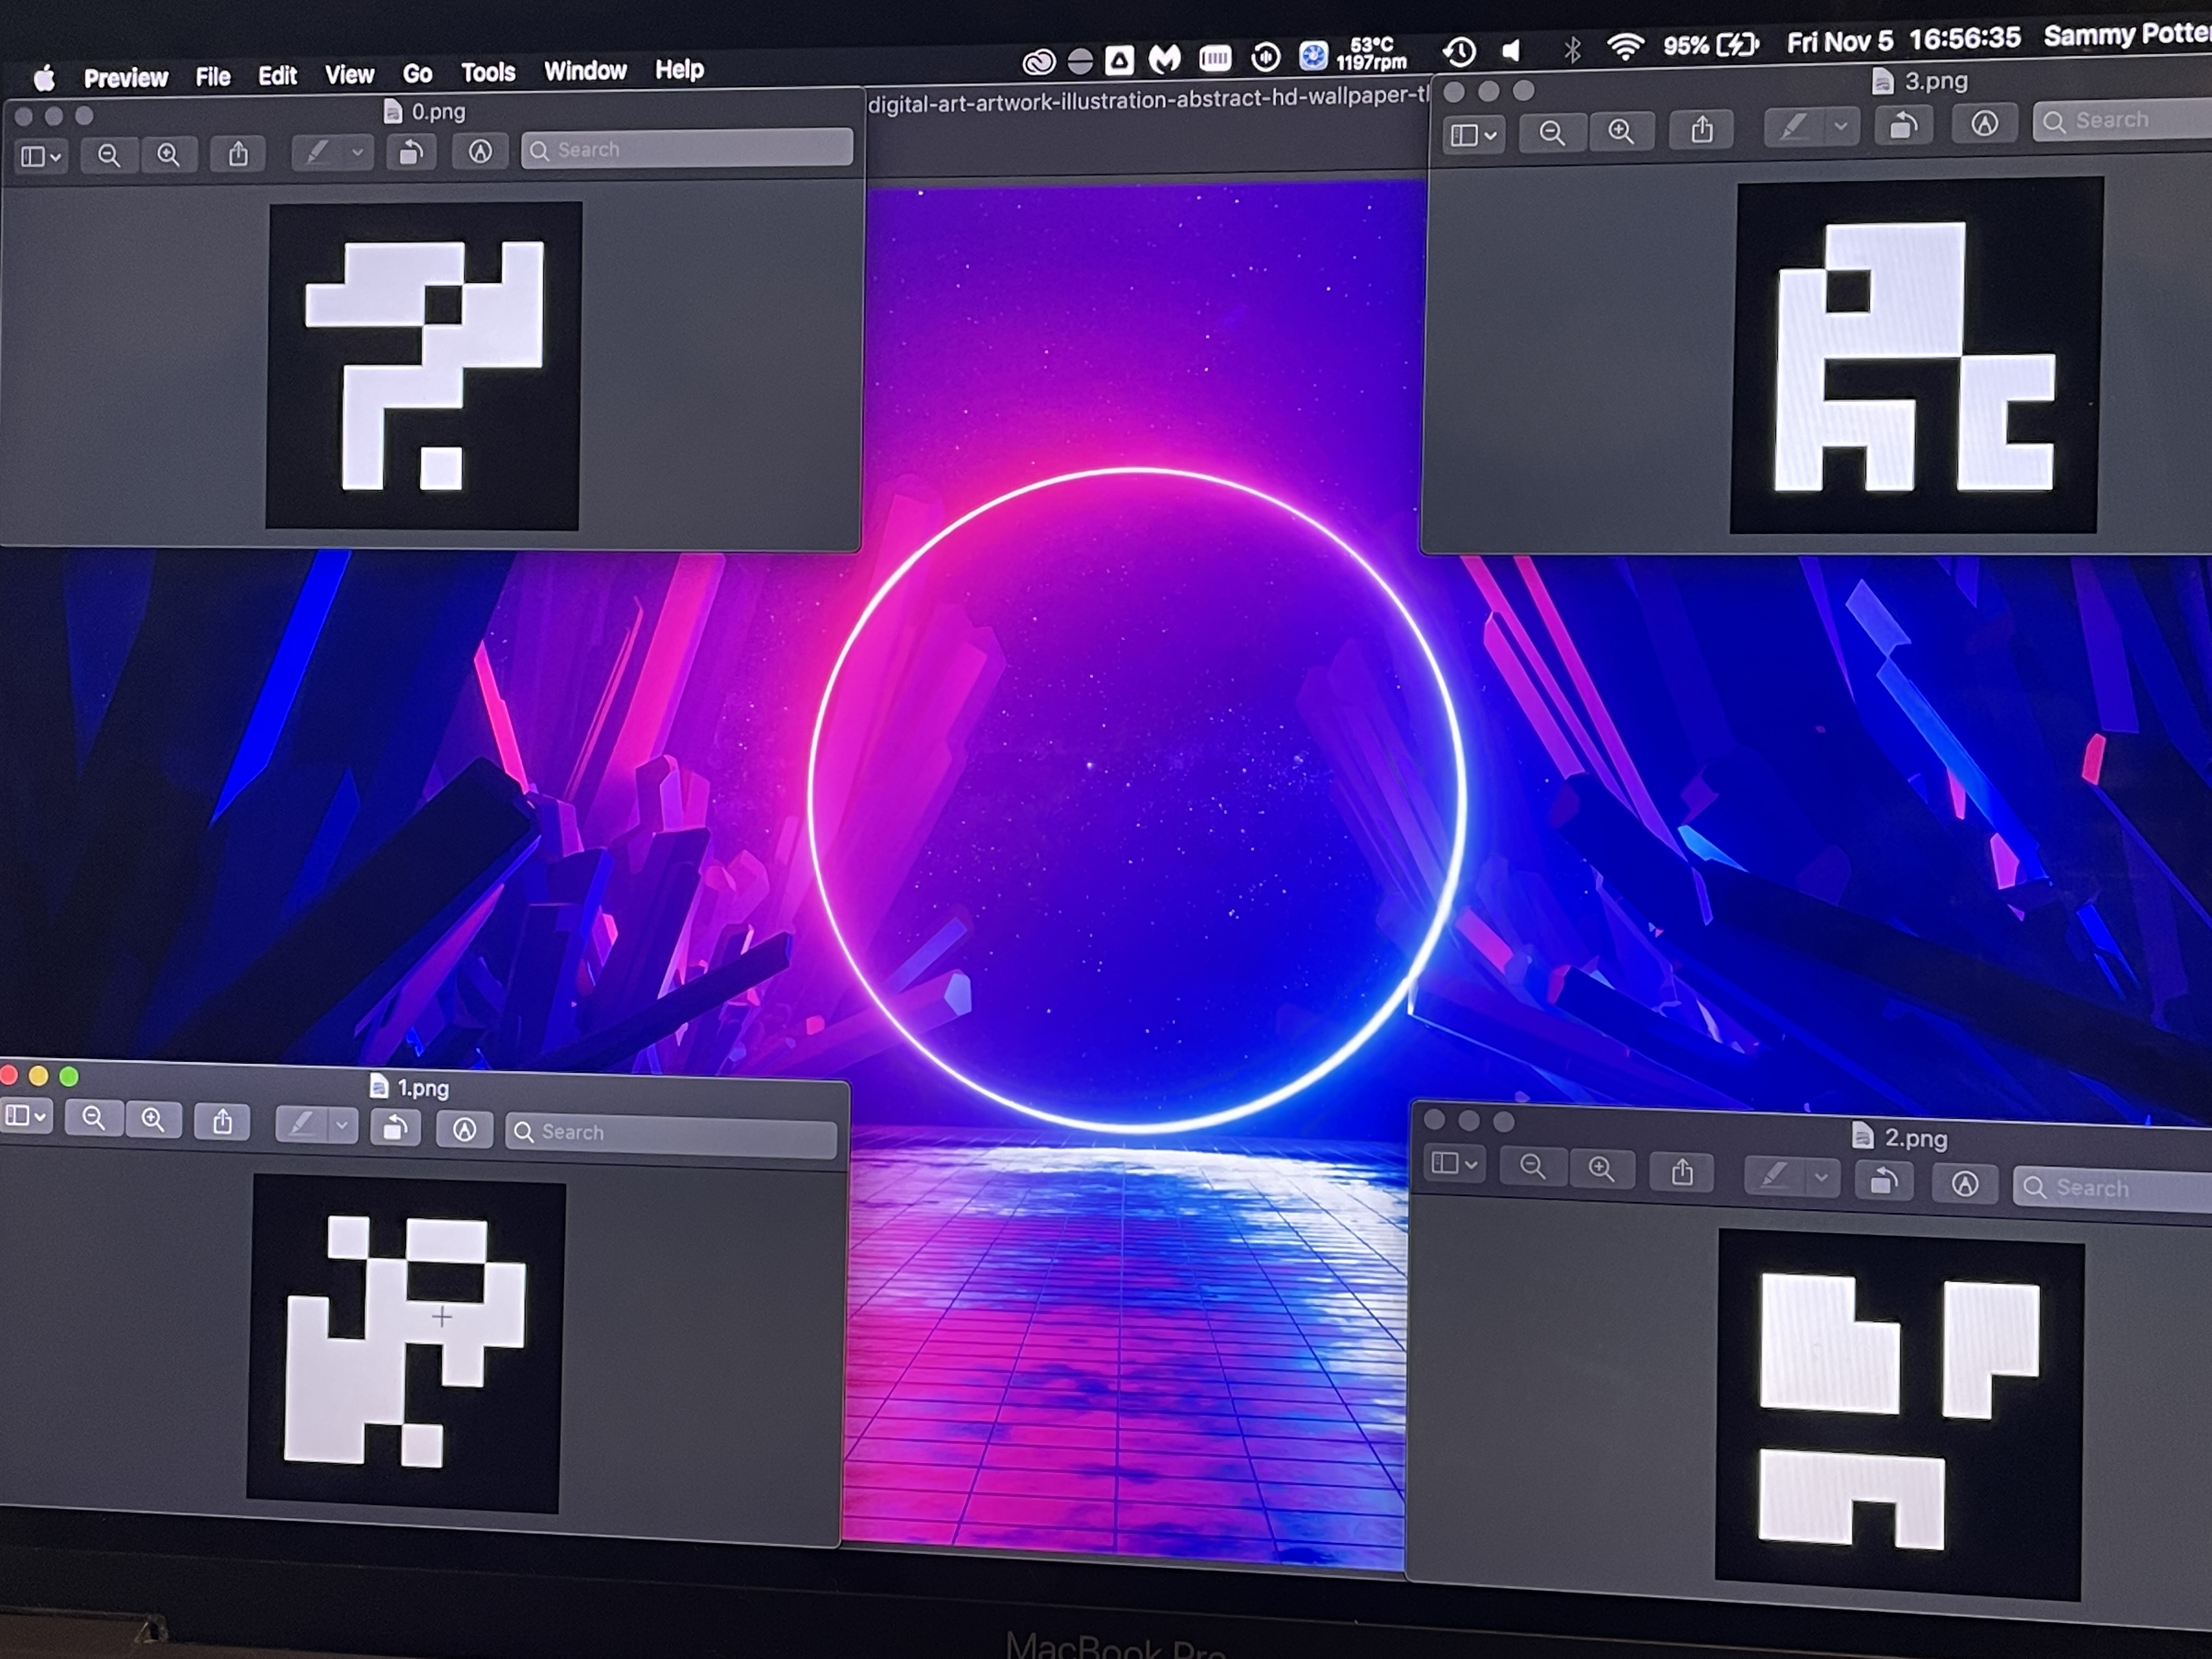 Preview File Edit View Go Tools Window Help 53°C 95% Fri Nov 5 16:56:35 Sammy
1197rpm
0.png
digital-art-artwork-illustration-abstract-hd-wallpaper-
3.png
Search
Search
1.png
2.png
Search
Search
MacBook Pro